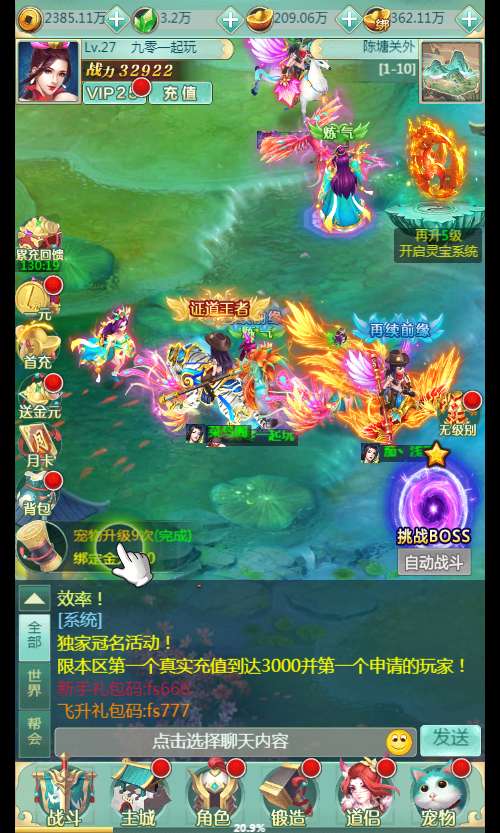 2385.11万 3.2万 209.06万 绑 362.11万
Lv.27 九零一起玩 陈塘关外
战力 32922 [1-10]
VIP25 充值
炼气
再升5级
开启灵宝系统
累充回馈
130:19
一元
证道王者
再续前缘
首充
送金元
无级别
月卡
背包
挑战BOSS
自动战斗
宠物升级9次(完成)
效率！
[系统]
独家冠名活动！
限本区第一个真实充值到达3000并第一个申请的玩家！
新手礼包码:fs666
飞升礼包码:fs777
全部
世界
帮会
点击选择聊天内容 发送
战斗 主城 角色 锻造 道侣 宠物
20.9%